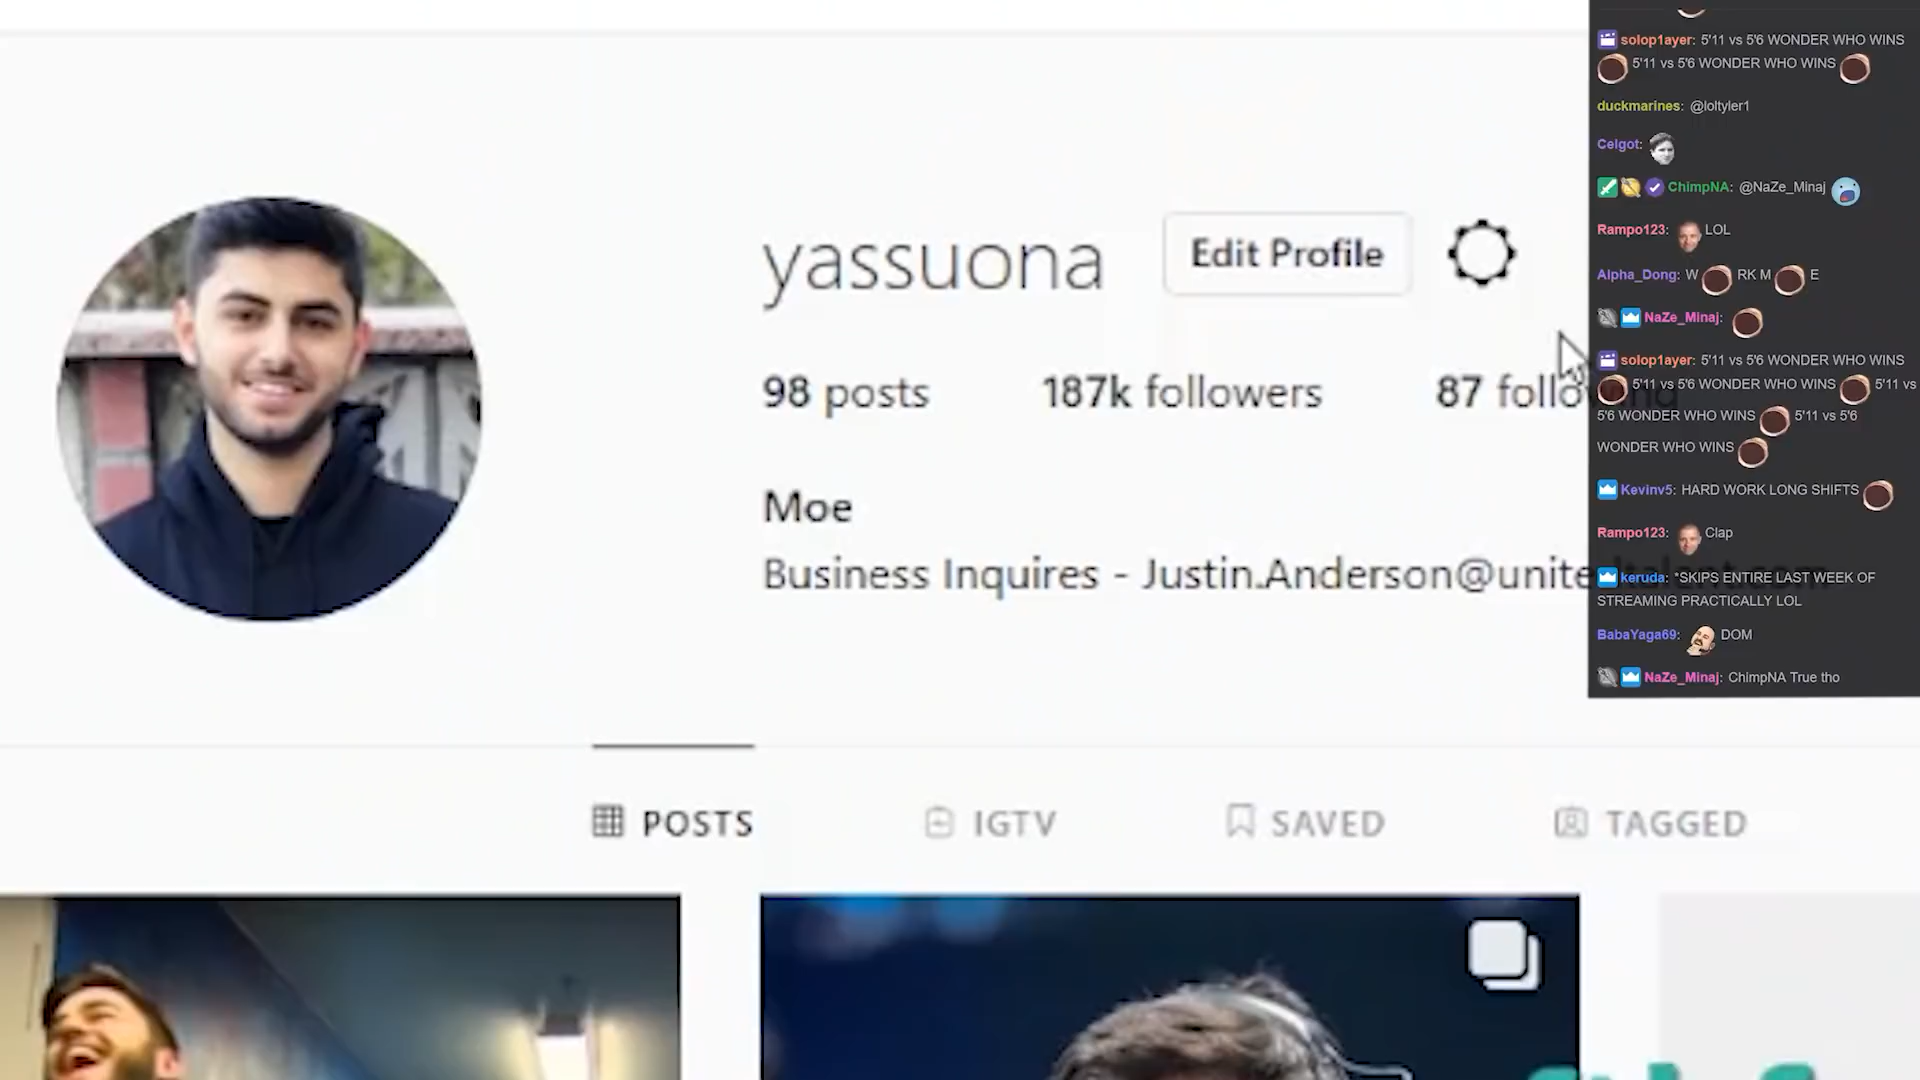 yassuona
Edit Profile
98 posts
187k followers
87 following
Moe
Business Inquires - Justin.Anderson@unitedtalent.com
POSTS
IGTV
SAVED
TAGGED
solop1ayer: 5'11 vs 5'6 WONDER WHO WINS
5'11 vs 5'6 WONDER WHO WINS
duckmarines: @loltyler1
Celgot:
ChimpNA: @NaZe_Minaj
Rampo123: LOL
Alpha_Dong: W RK M E
NaZe_Minaj:
solop1ayer: 5'11 vs 5'6 WONDER WHO WINS
5'11 vs 5'6 WONDER WHO WINS 5'11 vs
5'6 WONDER WHO WINS 5'11 vs 5'6
WONDER WHO WINS
Kevinv5: HARD WORK LONG SHIFTS
Rampo123: Clap
keruda: *SKIPS ENTIRE LAST WEEK OF
STREAMING PRACTICALLY LOL
BabaYaga69: DOM
NaZe_Minaj: ChimpNA True tho